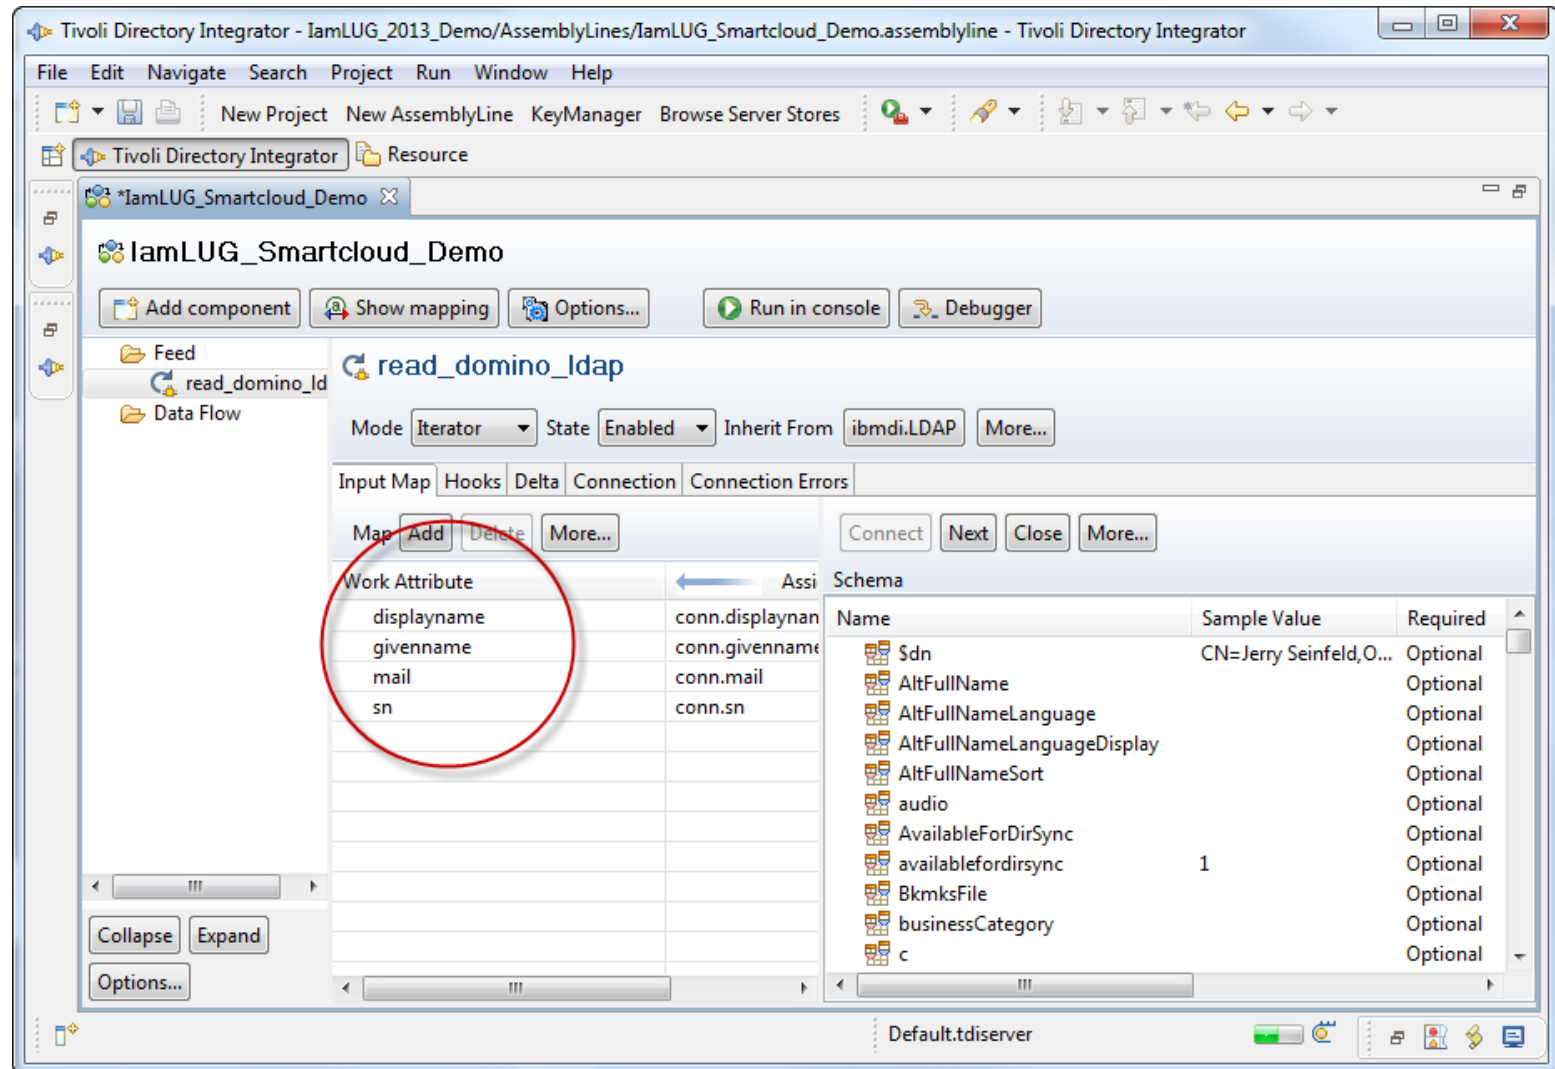 Tivoli Directory Integrator - IamLUG_2013_Demo/AssemblyLines/IamLUG_Smartcloud_Demo.assemblyline - Tivoli Directory Integrator
File Edit Navigate Search Project Run Window Help
New Project New AssemblyLine KeyManager Browse Server Stores
Tivoli Directory Integrator Resource
*IamLUG_Smartcloud_Demo
IamLUG_Smartcloud_Demo
Add component Show mapping Options... Run in console Debugger
Feed
read_domino_ld
Data Flow
Collapse Expand
Options...
read_domino_ldap
Mode Iterator State Enabled Inherit From ibmdi.LDAP More...
Input Map Hooks Delta Connection Connection Errors
Map Add Delete More...
Work Attribute Assi
displayname conn.displaynan
givenname conn.givenname
mail conn.mail
sn conn.sn
Connect Next Close More...
Schema
Name Sample Value Required
$dn CN=Jerry Seinfeld,O... Optional
AltFullName Optional
AltFullNameLanguage Optional
AltFullNameLanguageDisplay Optional
AltFullNameSort Optional
audio Optional
AvailableForDirSync Optional
availablefordirsync 1 Optional
BkmksFile Optional
businessCategory Optional
c Optional
Default.tdiserver